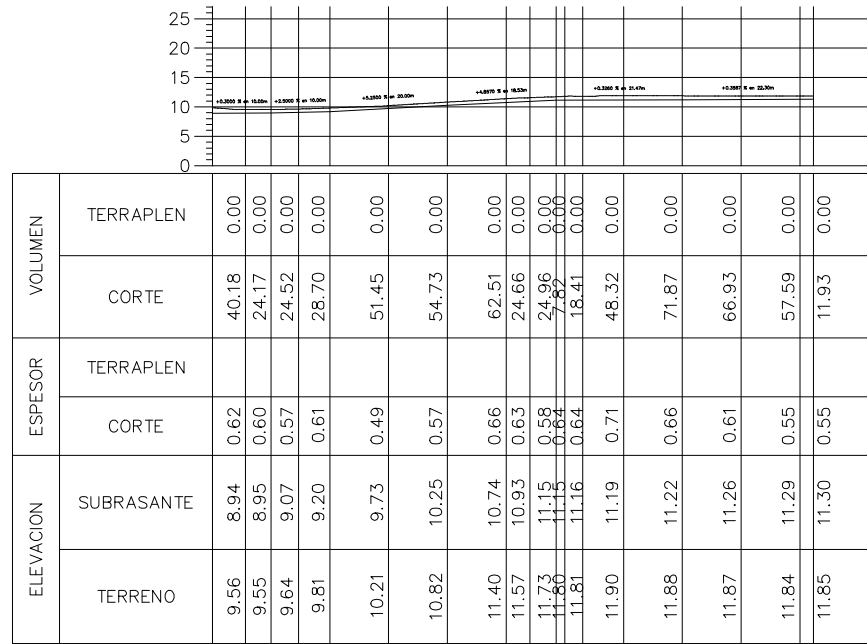 25
20
15
10
5
0
+0.3000 % en 10.00m
+2.5000 % en 10.00m
+5.2500 % en 20.00m
+4.8570 % en 18.53m
+0.3260 % en 21.47m
+0.3587 % en 22.30m
VOLUMEN
TERRAPLEN 0.00 0.00 0.00 0.00 0.00 0.00 0.00 0.00 0.00 0.00 0.00 0.00 0.00 0.00 0.00 0.00
CORTE 40.18 24.17 24.52 28.70 51.45 54.73 62.51 24.66 24.96 7.82 18.41 48.32 71.87 66.93 57.59 11.93
ESPESOR
TERRAPLEN
CORTE 0.62 0.60 0.57 0.61 0.49 0.57 0.66 0.63 0.58 0.64 0.64 0.71 0.66 0.61 0.55 0.55
ELEVACION
SUBRASANTE 8.94 8.95 9.07 9.20 9.73 10.25 10.74 10.93 11.15 11.15 11.16 11.19 11.22 11.26 11.29 11.30
TERRENO 9.56 9.55 9.64 9.81 10.21 10.82 11.40 11.57 11.73 11.80 11.81 11.90 11.88 11.87 11.84 11.85